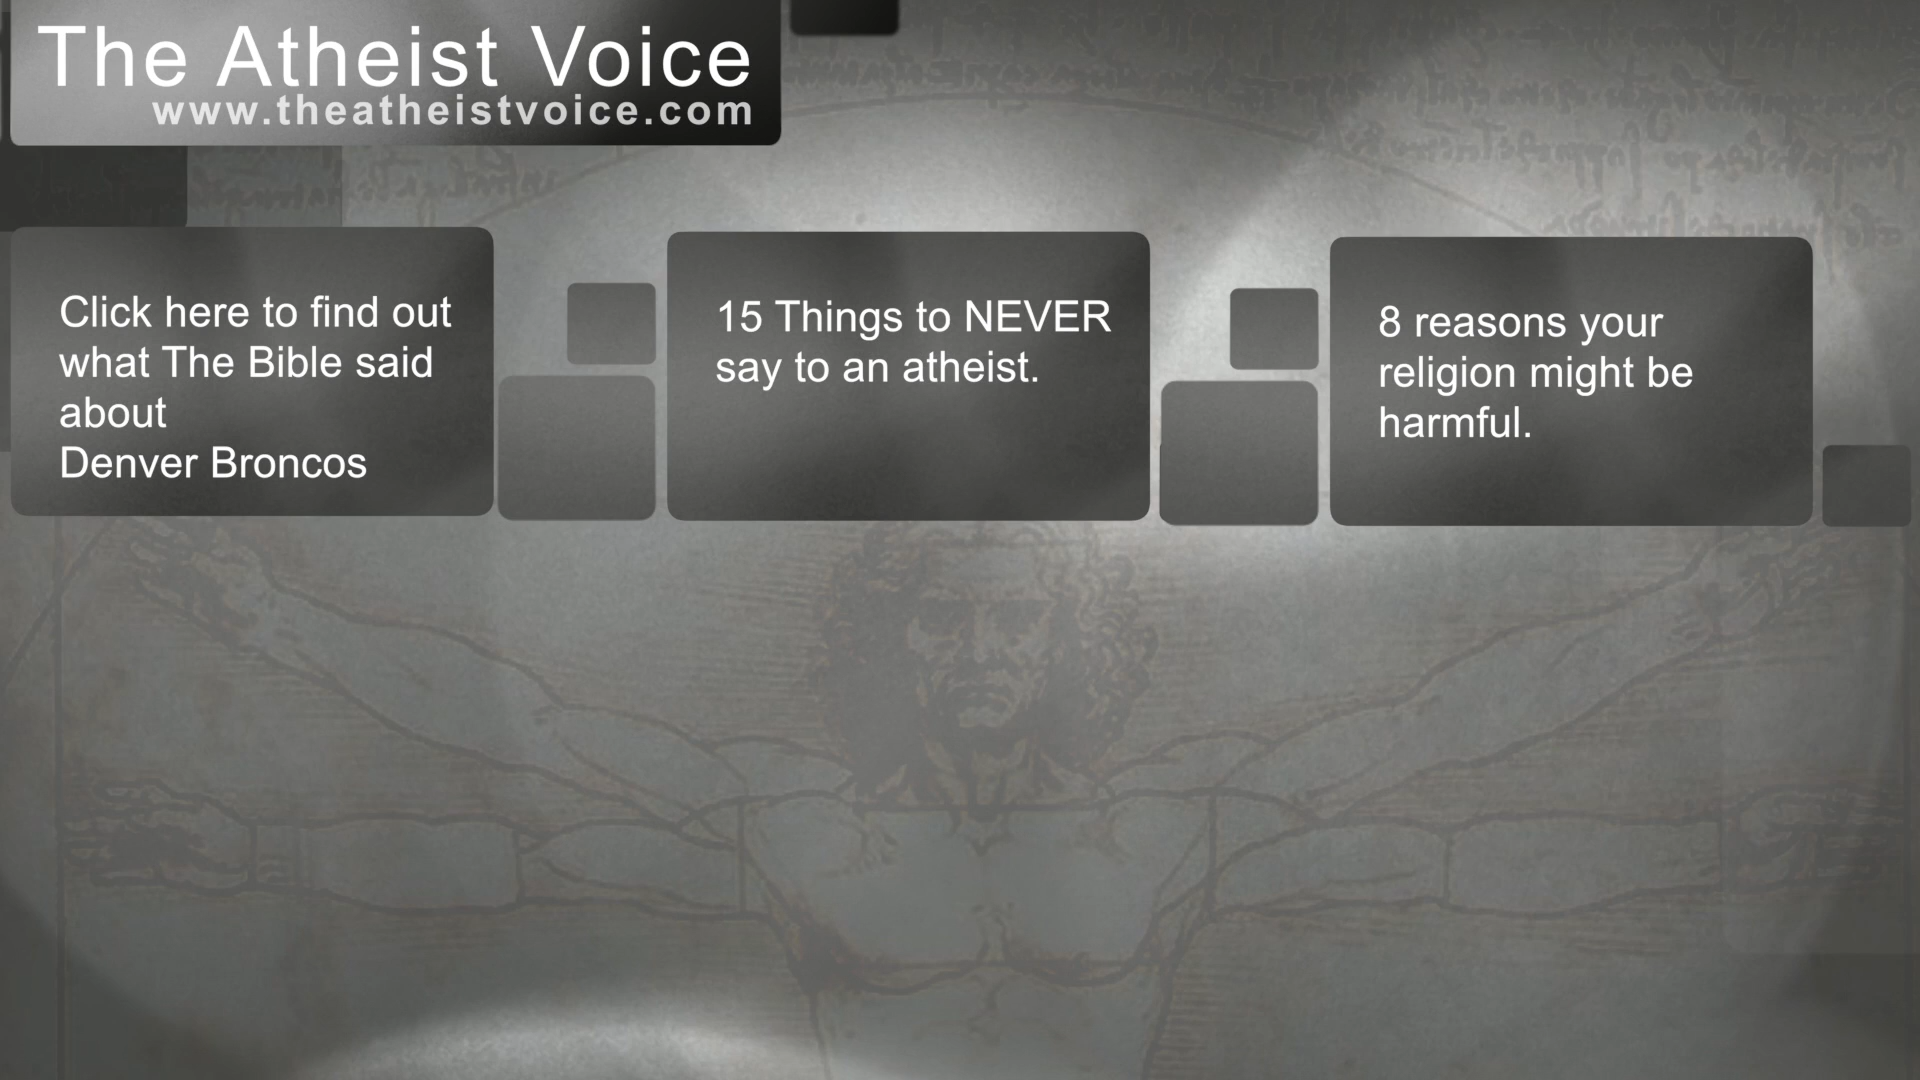 The Atheist Voice
www.theatheistvoice.com
Click here to find out
what The Bible said
about
Denver Broncos
15 Things to NEVER
say to an atheist.
8 reasons your
religion might be
harmful.